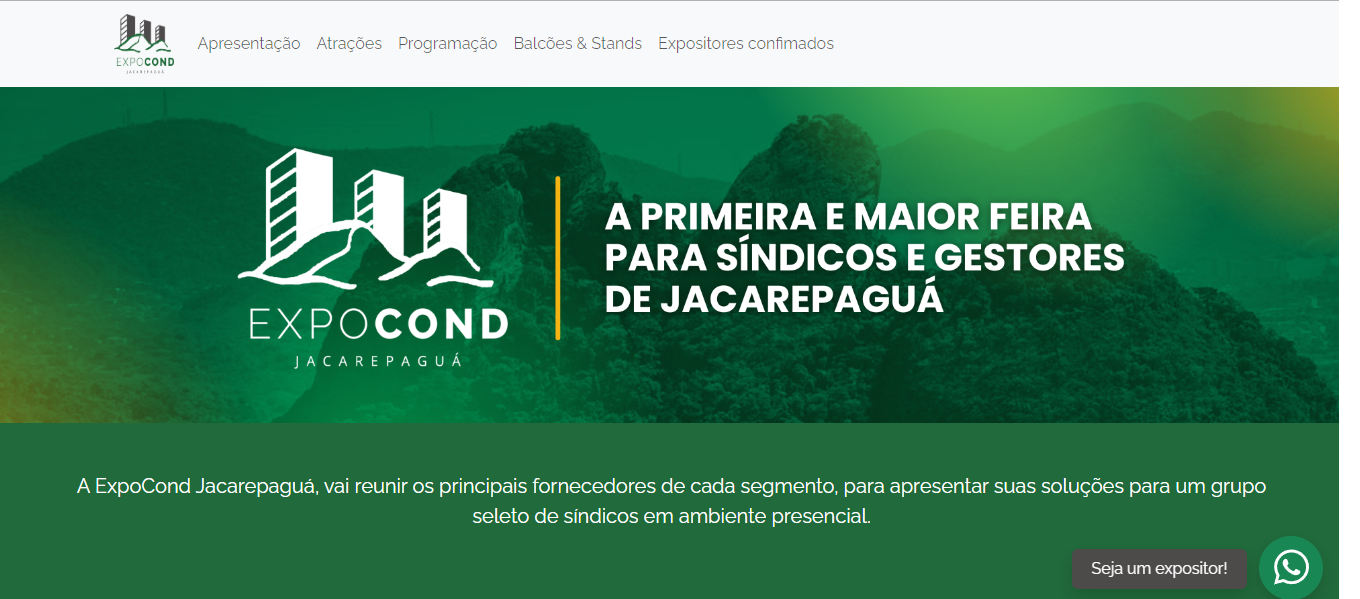 EXPOCOND
JACAREPAGUÁ
Apresentação Atrações Programação Balcões & Stands Expositores confimados
EXPOCOND
JACAREPAGUÁ
A PRIMEIRA E MAIOR FEIRA
PARA SÍNDICOS E GESTORES
DE JACAREPAGUÁ
A ExpoCond Jacarepaguá, vai reunir os principais fornecedores de cada segmento, para apresentar suas soluções para um grupo
seleto de síndicos em ambiente presencial.
Seja um expositor!